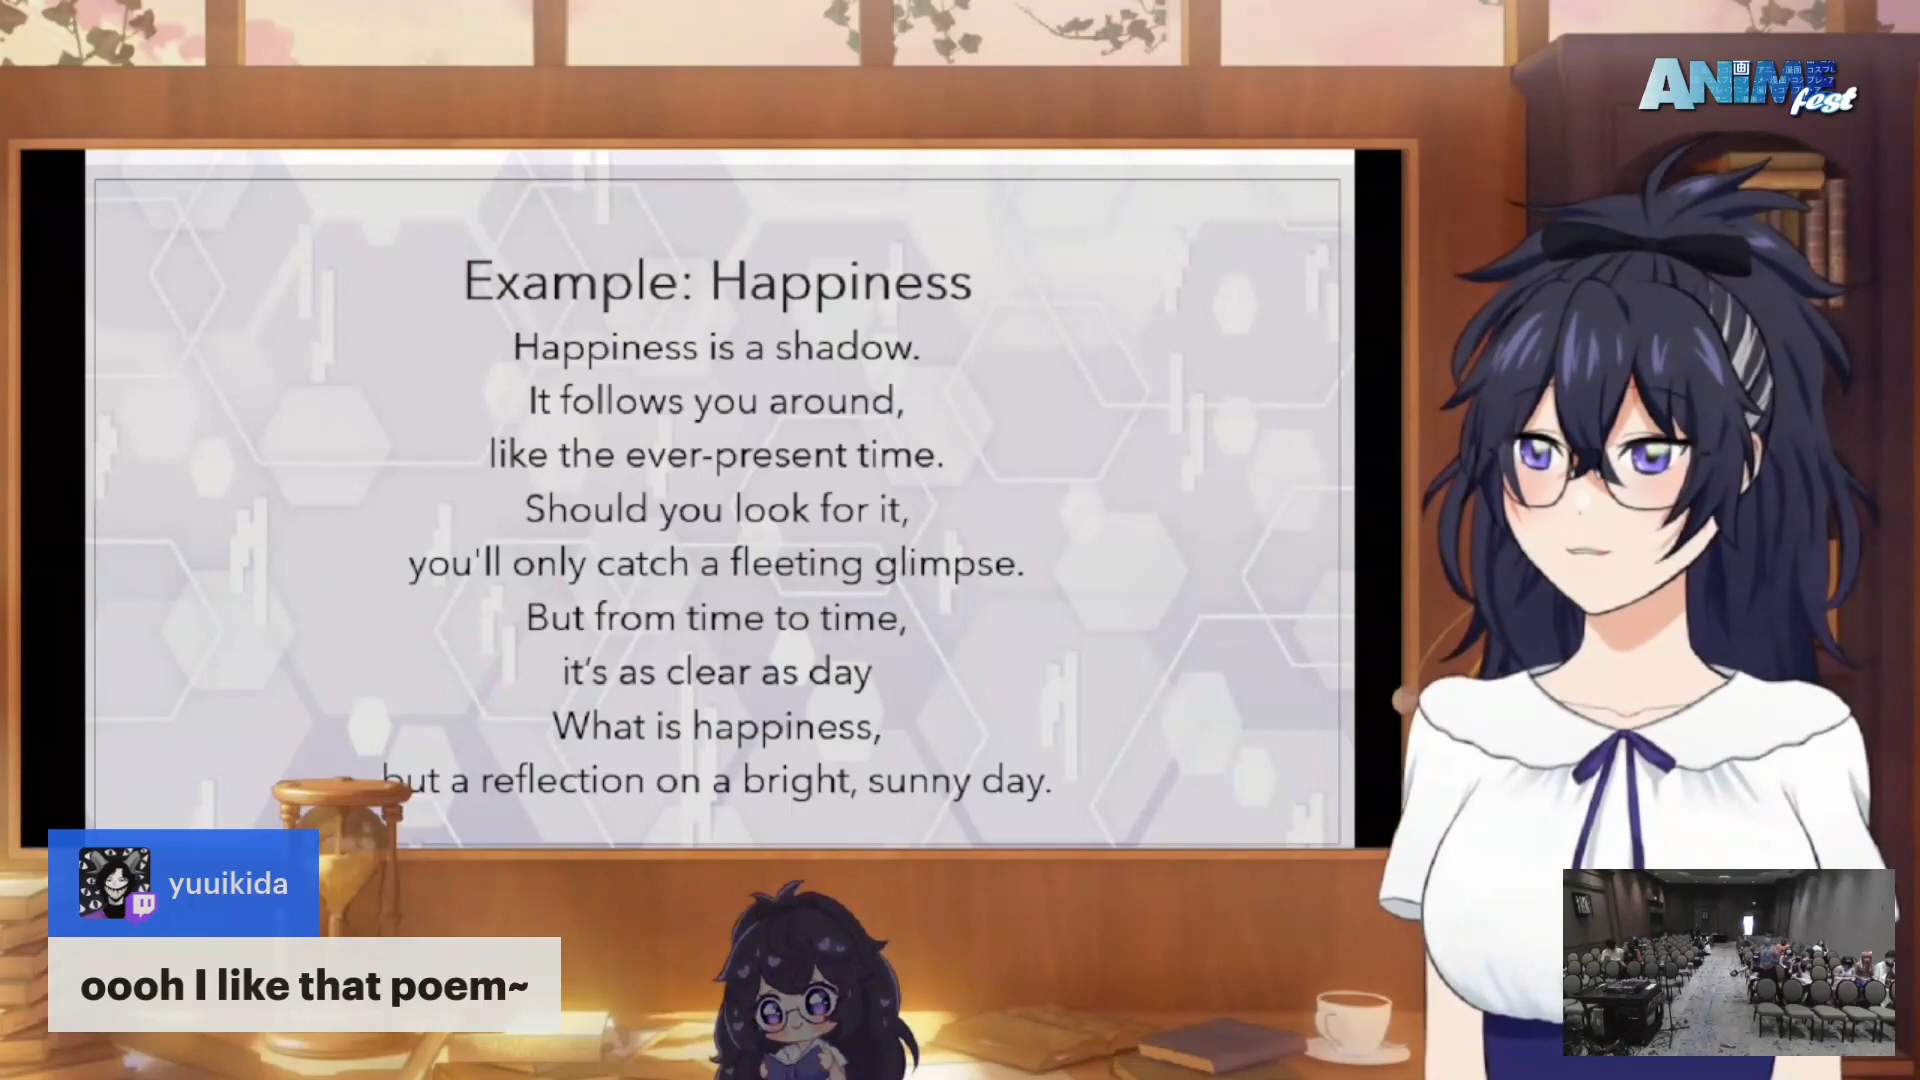 ANIME
fest
Example: Happiness
Happiness is a shadow.
It follows you around,
like the ever-present time.
Should you look for it,
you'll only catch a fleeting glimpse.
But from time to time,
it's as clear as day
What is happiness,
but a reflection on a bright, sunny day.
yuuikida
oooh I like that poem~